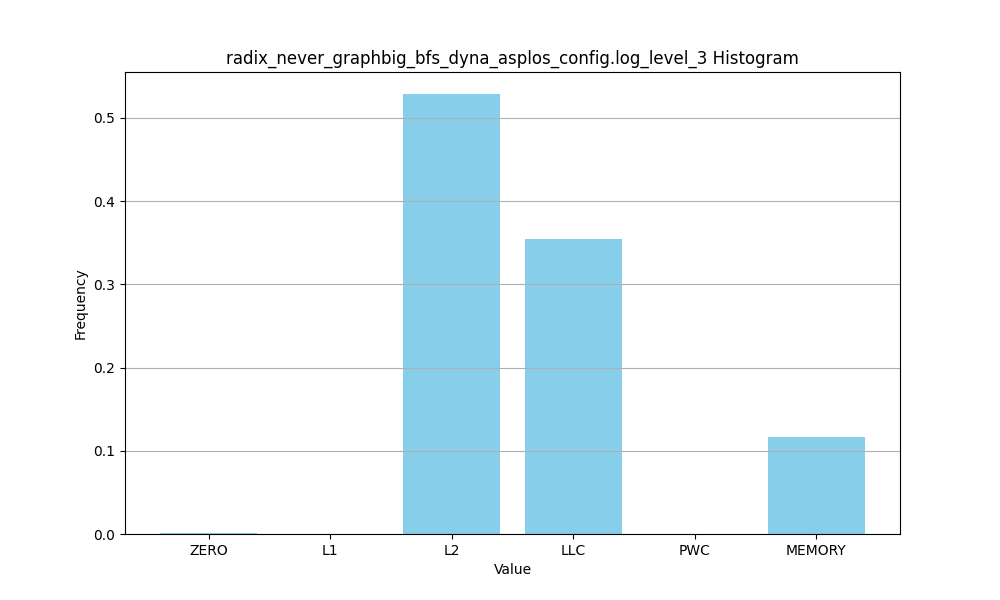 radix_never_graphbig_bfs_dyna_asplos_config.log_level_3 Histogram
Frequency
0.5
0.4
0.3
0.2
0.1
0.0
ZERO L1 L2 LLC PWC MEMORY
Value